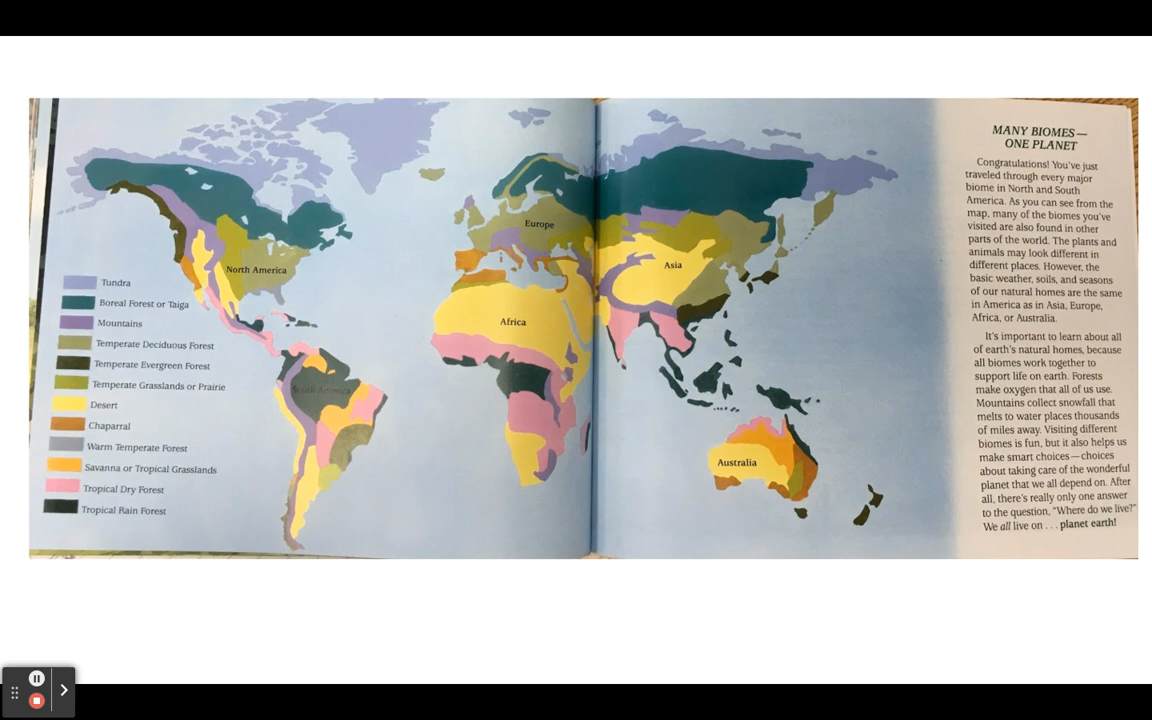 Tundra
Boreal Forest or Taiga
Mountains
Temperate Deciduous Forest
Temperate Evergreen Forest
Temperate Grasslands or Prairie
Desert
Chaparral
Warm Temperate Forest
Savanna or Tropical Grasslands
Tropical Dry Forest
Tropical Rain Forest
North America
South America
Europe
Africa
Asia
Australia
MANY BIOMES—
ONE PLANET
Congratulations! You've just
traveled through every major
biome in North and South
America. As you can see from the
map, many of the biomes you've
visited are also found in other
parts of the world. The plants and
animals may look different in
different places. However, the
basic weather, soils, and seasons
of our natural homes are the same
in America as in Asia, Europe,
Africa, or Australia.
It's important to learn about all
of earth's natural homes, because
all biomes work together to
support life on earth. Forests
make oxygen that all of us use.
Mountains collect snowfall that
melts to water places thousands
of miles away. Visiting different
biomes is fun, but it also helps us
make smart choices—choices
about taking care of the wonderful
planet that we all depend on. After
all, there's really only one answer
to the question, "Where do we live?"
We all live on . . . planet earth!